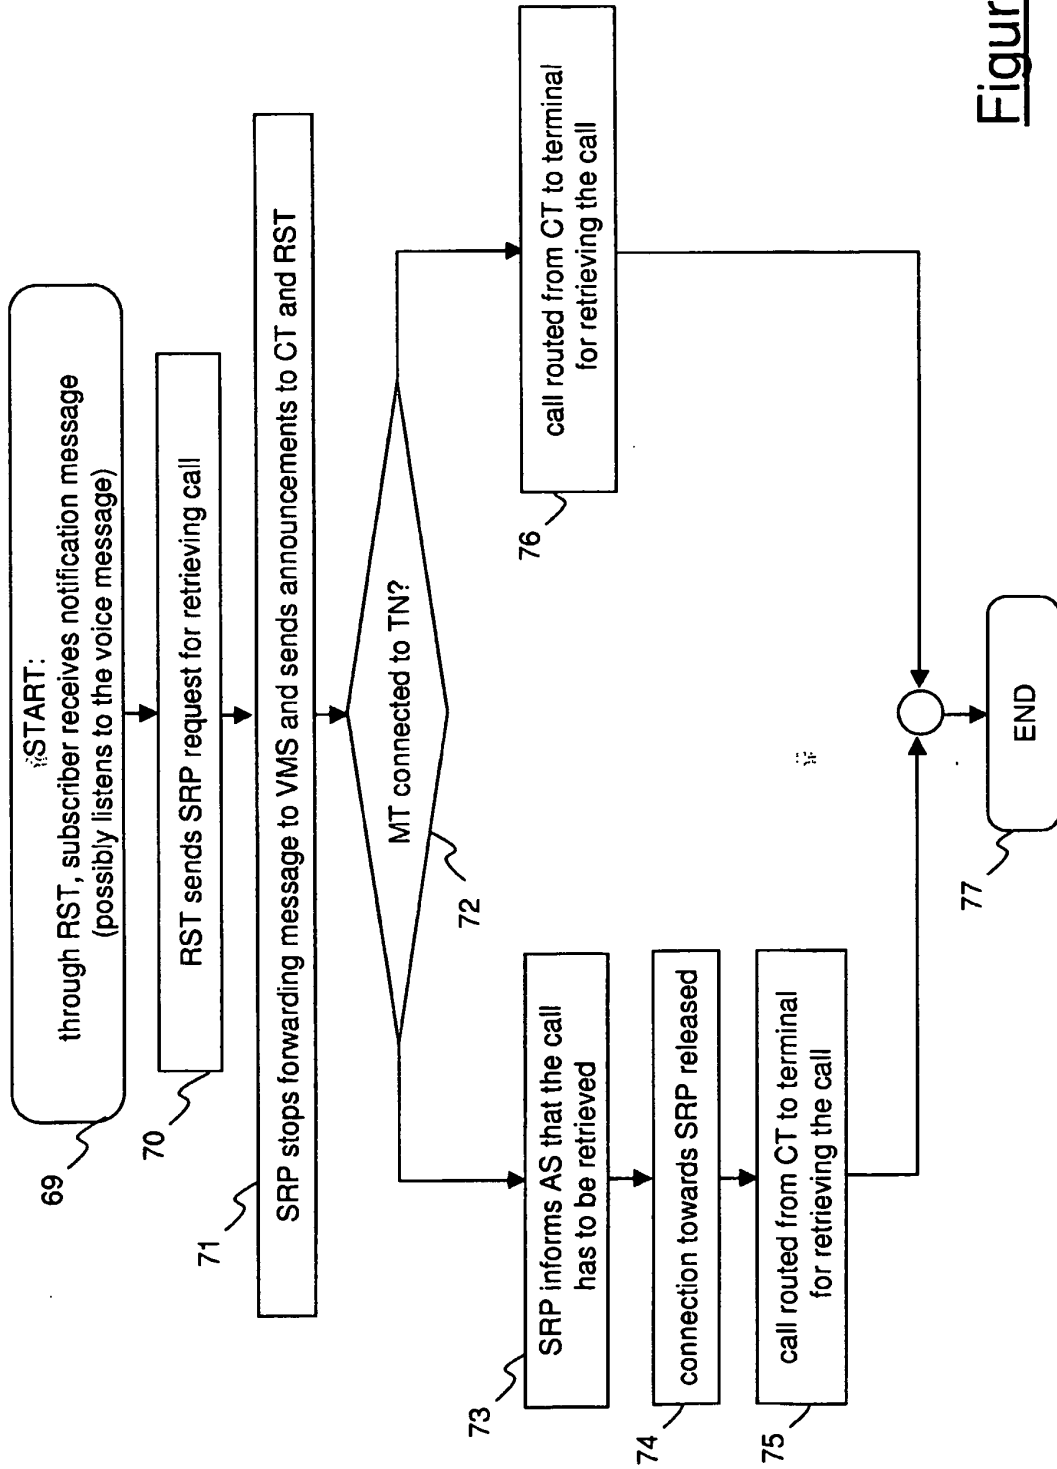 START:
through RST, subscriber receives notification message
(possibly listens to the voice message)
69
RST sends SRP request for retrieving call
70
SRP stops forwarding message to VMS and sends announcements to CT and RST
71
MT connected to TN?
72
SRP informs AS that the call
has to be retrieved
73
connection towards SRP released
74
call routed from CT to terminal
for retrieving the call
75
call routed from CT to terminal
for retrieving the call
76
END
77
Figur